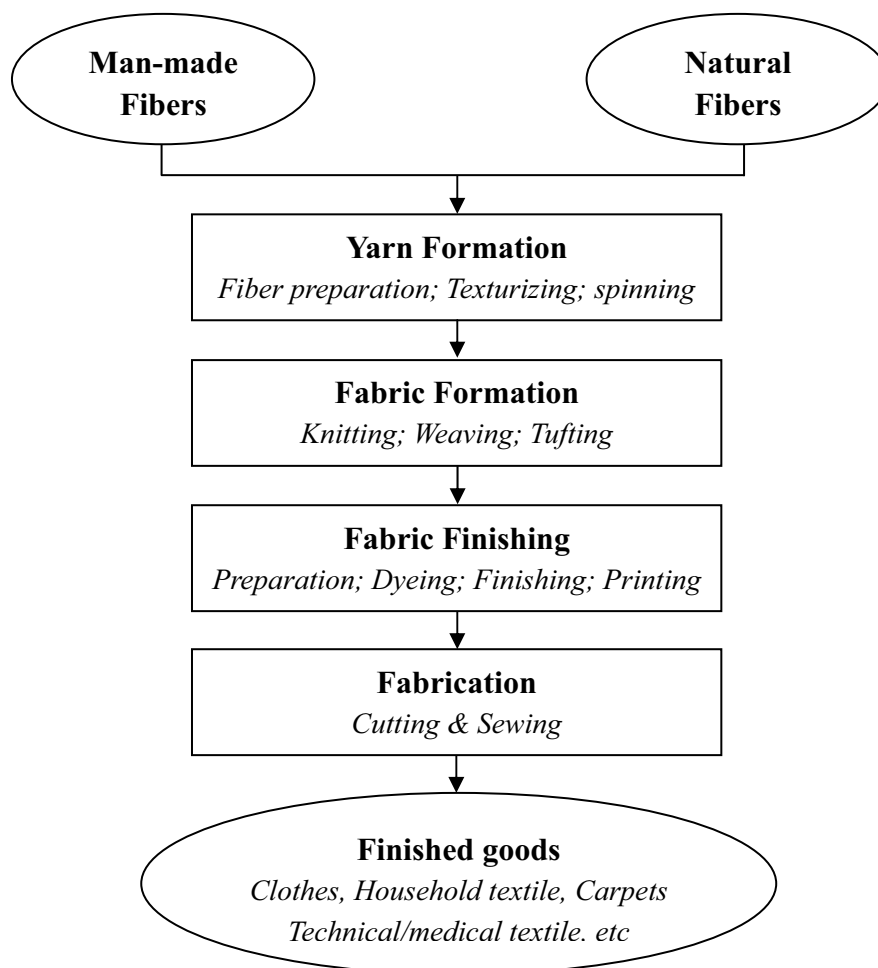 Man-made
Fibers
Natural
Fibers
Yarn Formation
Fiber preparation; Texturizing; spinning
Fabric Formation
Knitting; Weaving; Tufting
Fabric Finishing
Preparation; Dyeing; Finishing; Printing
Fabrication
Cutting & Sewing
Finished goods
Clothes, Household textile, Carpets
Technical/medical textile. etc